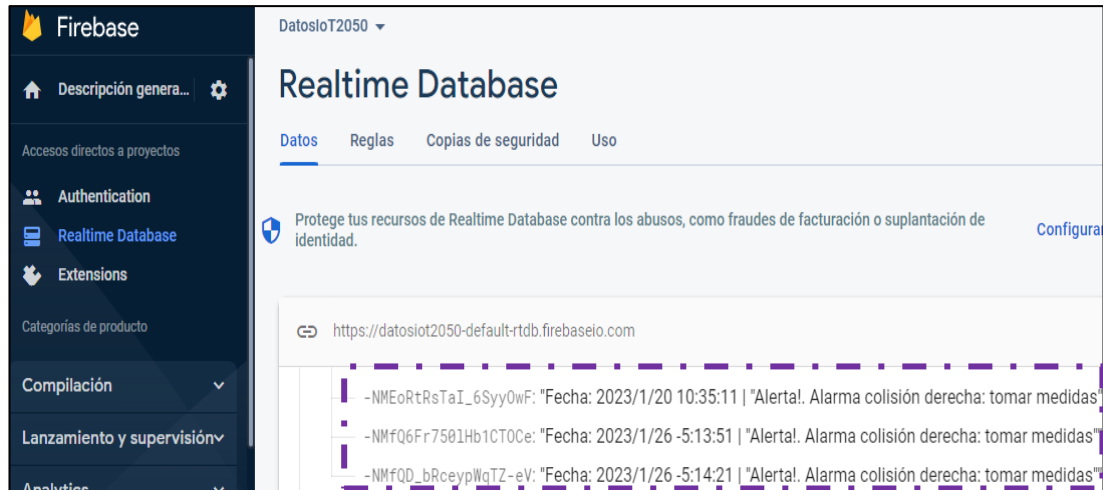 Firebase
Descripción genera...
Accesos directos a proyectos
Authentication
Realtime Database
Extensions
Categorías de producto
Compilación
Lanzamiento y supervisión
Analytics
DatosIoT2050
Realtime Database
Datos Reglas Copias de seguridad Uso
Protege tus recursos de Realtime Database contra los abusos, como fraudes de facturación o suplantación de
identidad.
Configurar
https://datosiot2050-default-rtdb.firebaseio.com
-NMEoRtRsTaI_6SyyOwF: "Fecha: 2023/1/20 10:35:11 | "Alerta!. Alarma colisión derecha: tomar medidas"
-NMfQ6Fr750lHb1CTOCe: "Fecha: 2023/1/26 -5:13:51 | "Alerta!. Alarma colisión derecha: tomar medidas""
-NMfQD_bRceypWqTZ-eV: "Fecha: 2023/1/26 -5:14:21 | "Alerta!. Alarma colisión derecha: tomar medidas""